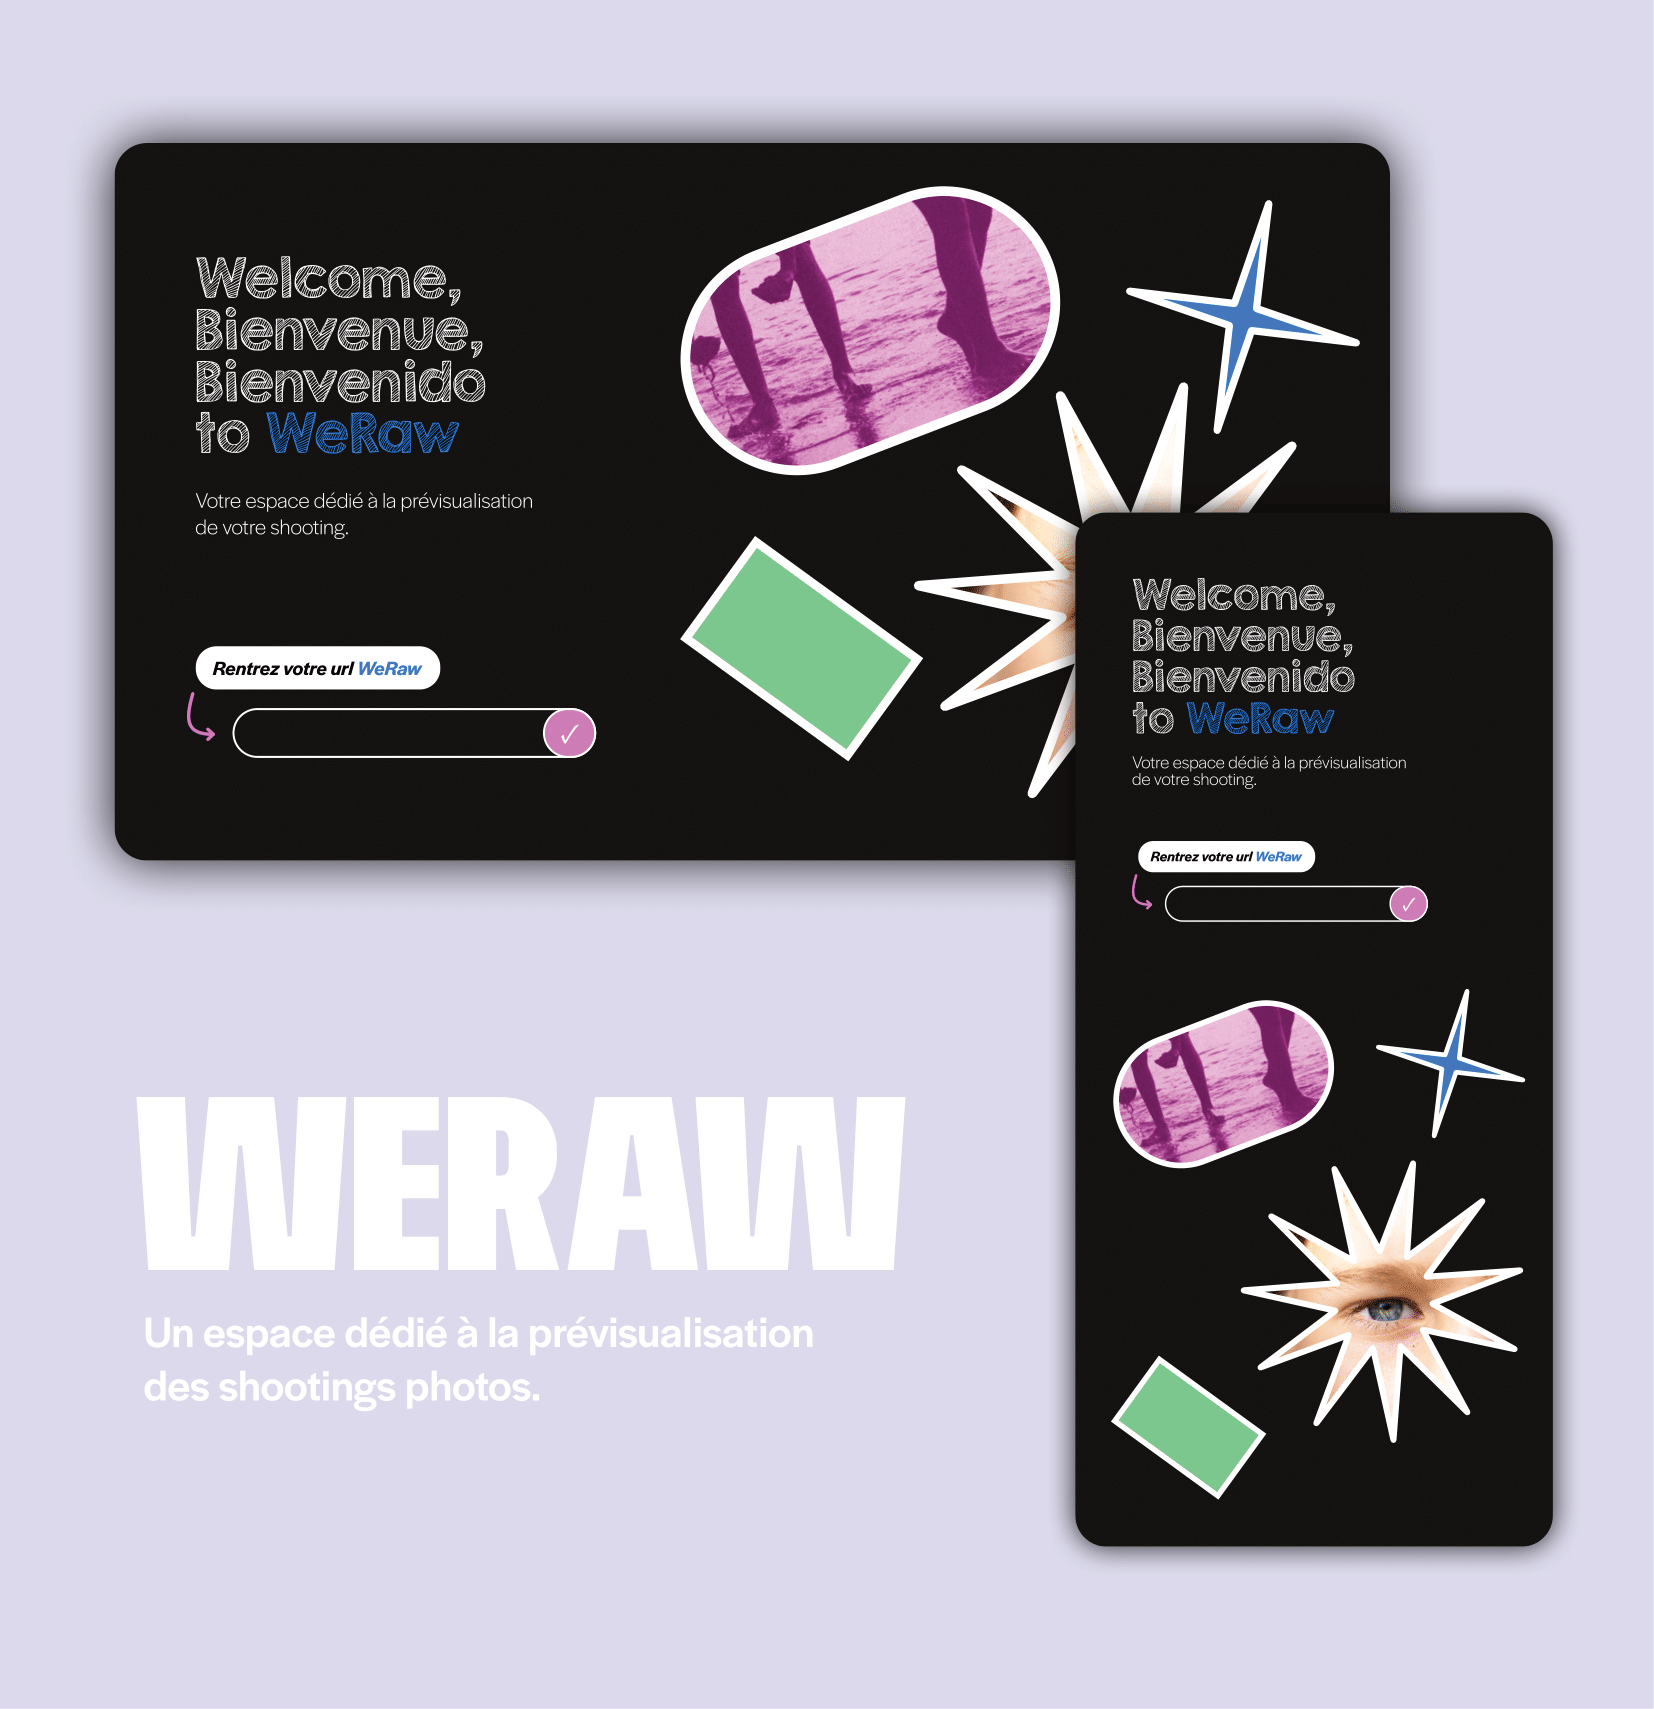 Welcome,
Bienvenue,
Bienvenido
to WeRaw
Votre espace dédié à la prévisualisation
de votre shooting.
Rentrez votre url WeRaw
✓
Welcome,
Bienvenue,
Bienvenido
to WeRaw
Votre espace dédié à la prévisualisation
de votre shooting.
Rentrez votre url WeRaw
✓
WERAW
Un espace dédié à la prévisualisation
des shootings photos.